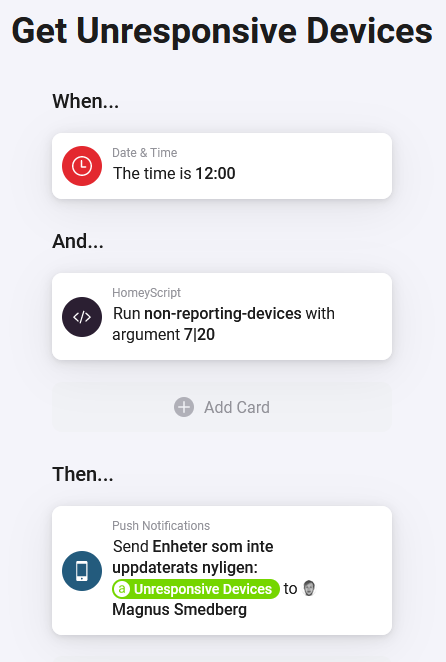 Get Unresponsive Devices
When...
Date & Time
The time is 12:00
And...
HomeyScript
Run non-reporting-devices with
argument 7|20
Add Card
Then...
Push Notifications
Send Enheter som inte
uppdaterats nyligen:
a Unresponsive Devices to
Magnus Smedberg